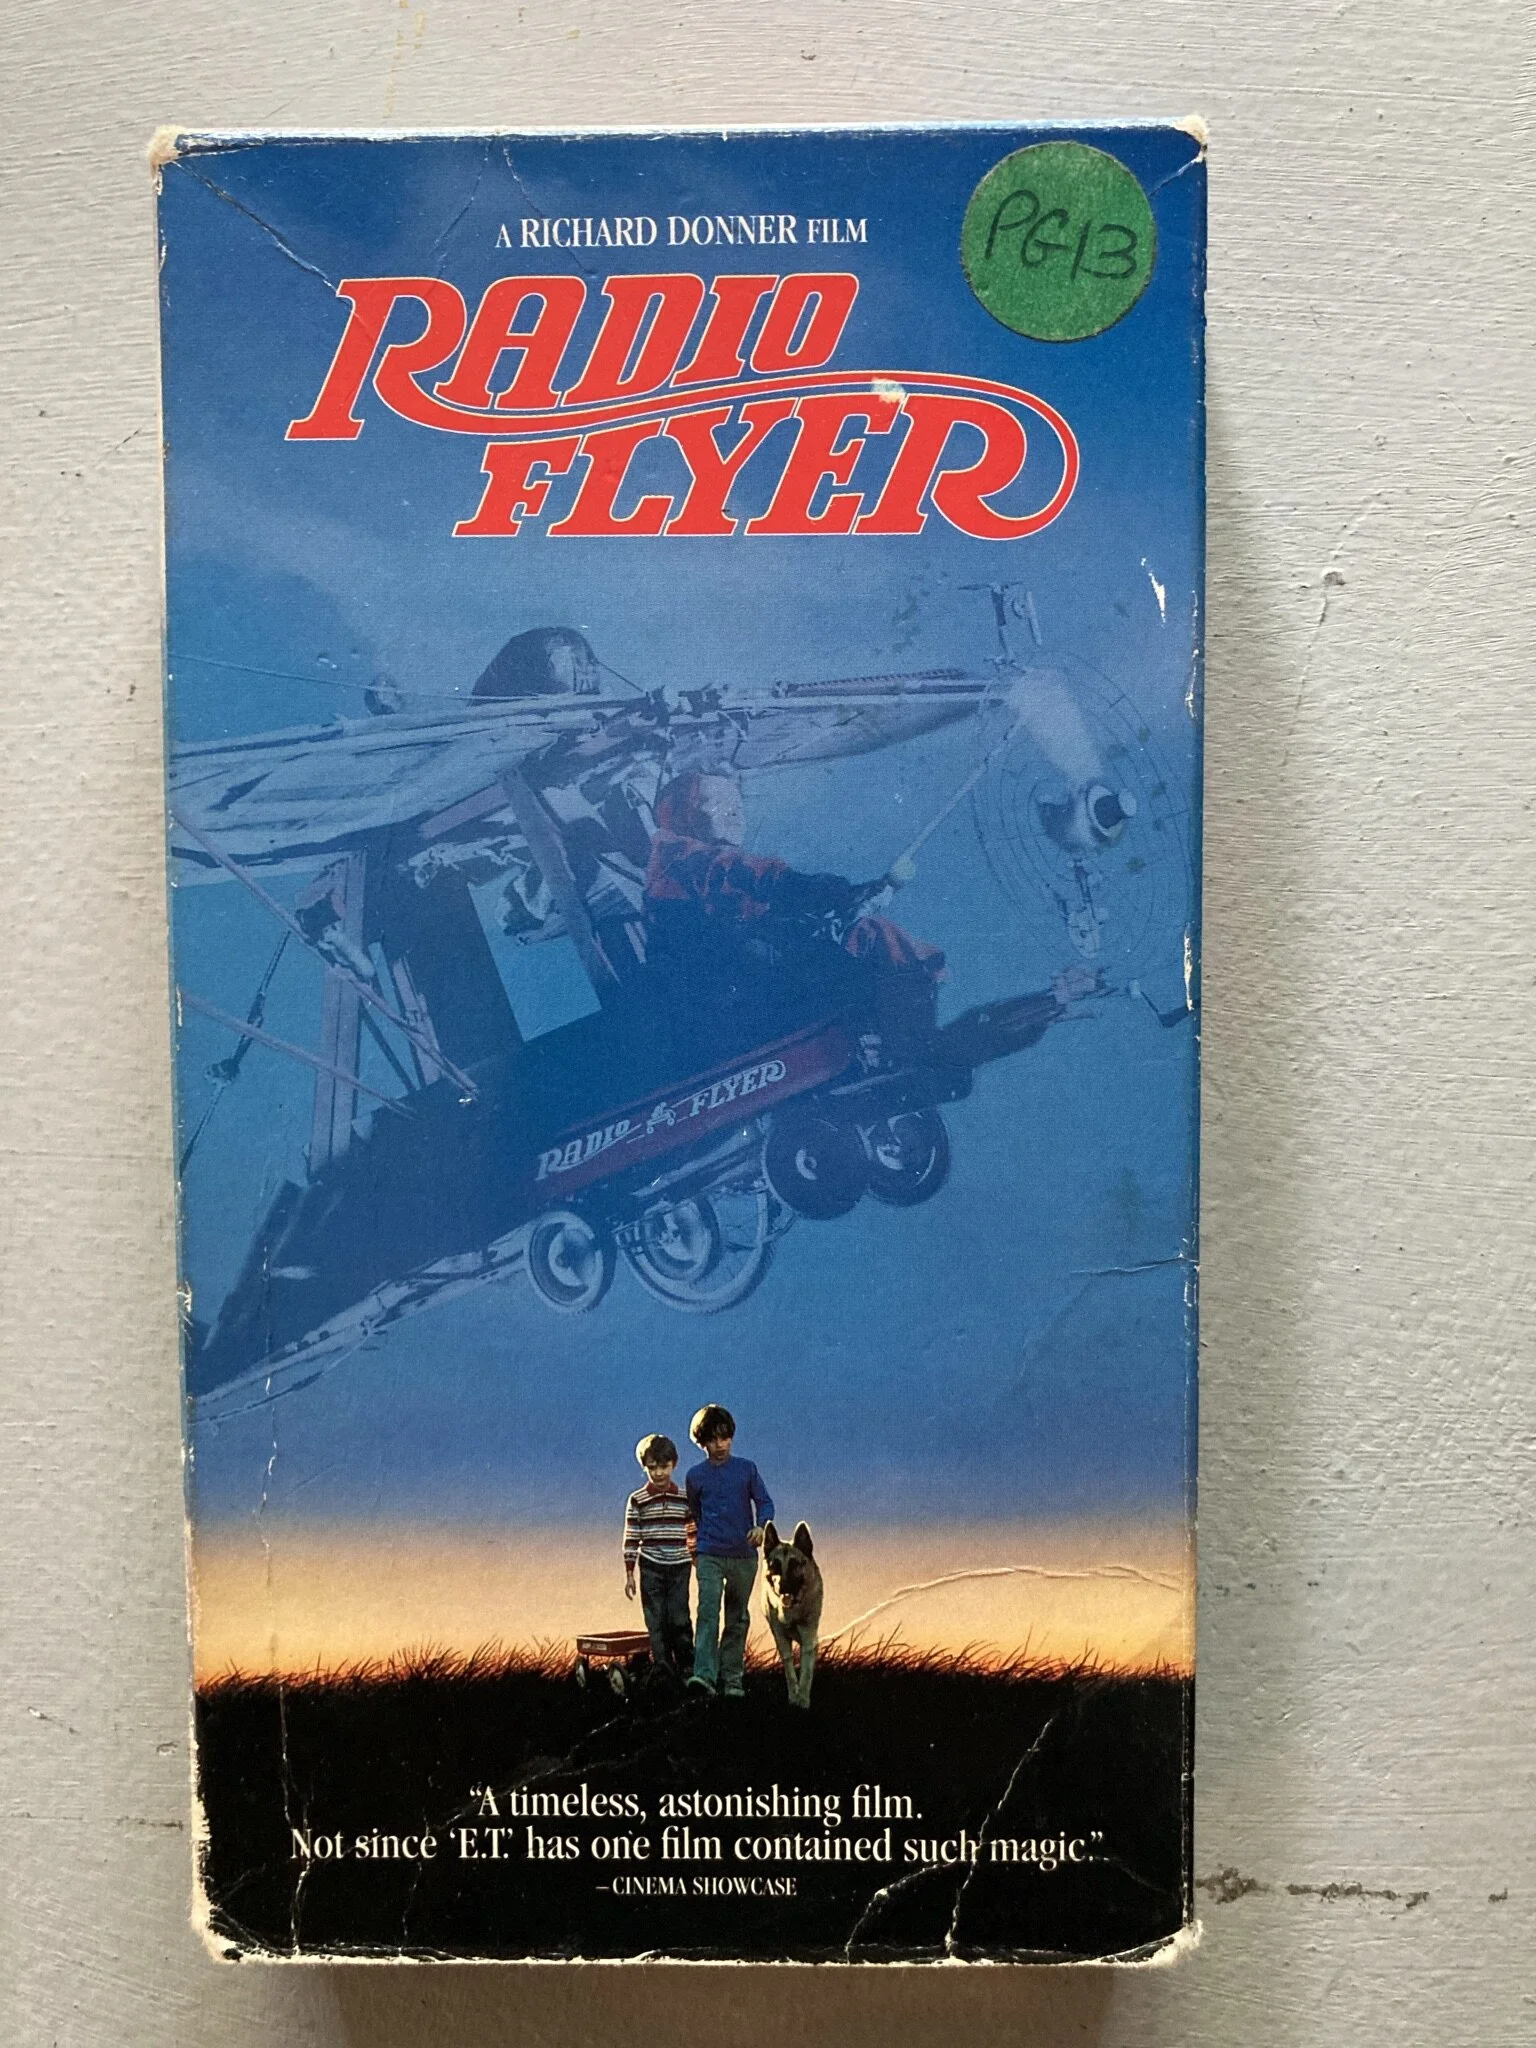 A RICHARD DONNER FILM
PG13
RADIO
FLYER
RADIO FLYER
“A timeless, astonishing film.
Not since ‘E.T.’ has one film contained such magic.”
–CINEMA SHOWCASE